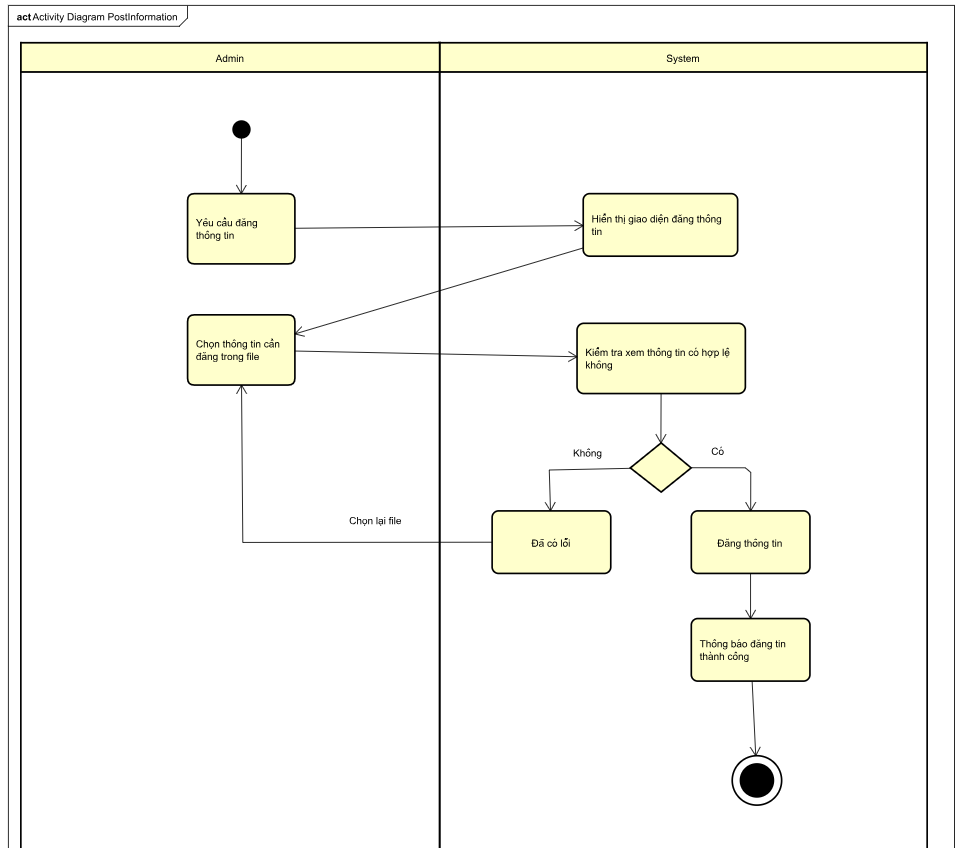 act Activity Diagram PostInformation
Admin
System
Yêu cầu đăng
thông tin
Hiển thị giao diện đăng thông
tin
Chọn thông tin cần
đăng trong file
Kiểm tra xem thông tin có hợp lệ
không
Không
Có
Chọn lại file
Đã có lỗi
Đăng thông tin
Thông báo đăng tin
thành công